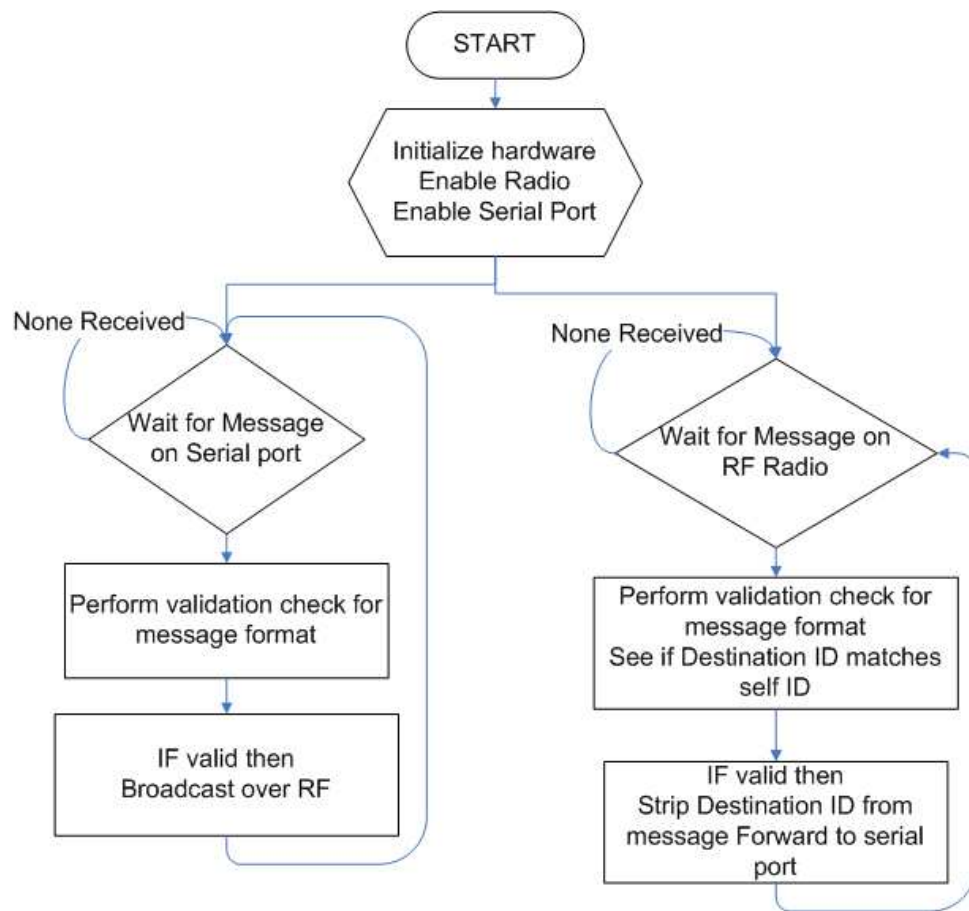 START
Initialize hardware
Enable Radio
Enable Serial Port
None Received
Wait for Message
on Serial port
Perform validation check for
message format
IF valid then
Broadcast over RF
None Received
Wait for Message on
RF Radio
Perform validation check for
message format
See if Destination ID matches
self ID
IF valid then
Strip Destination ID from
message Forward to serial
port